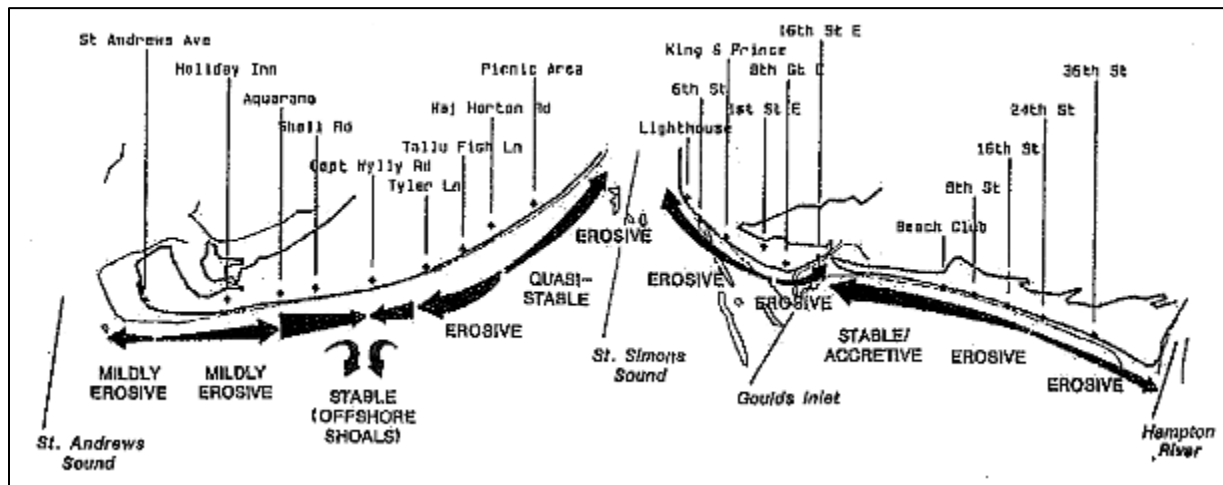 St Andrews Ave
Holiday Inn
Aquarama
Shell Rd
Capt Wylly Rd
Tyler Ln
Tallu Fish Ln
Haj Horton Rd
Picnic Area
Lighthouse
6th St
King & Prince
1st St E
8th St E
16th St E
Beach Club
8th St
16th St
24th St
36th St
MILDLY
EROSIVE
MILDLY
EROSIVE
STABLE
(OFFSHORE
SHOALS)
EROSIVE
QUASI-
STABLE
EROSIVE
EROSIVE
EROSIVE
STABLE/
ACCRETIVE
EROSIVE
EROSIVE
St. Andrews
Sound
St. Simons
Sound
Goulds Inlet
Hampton
River